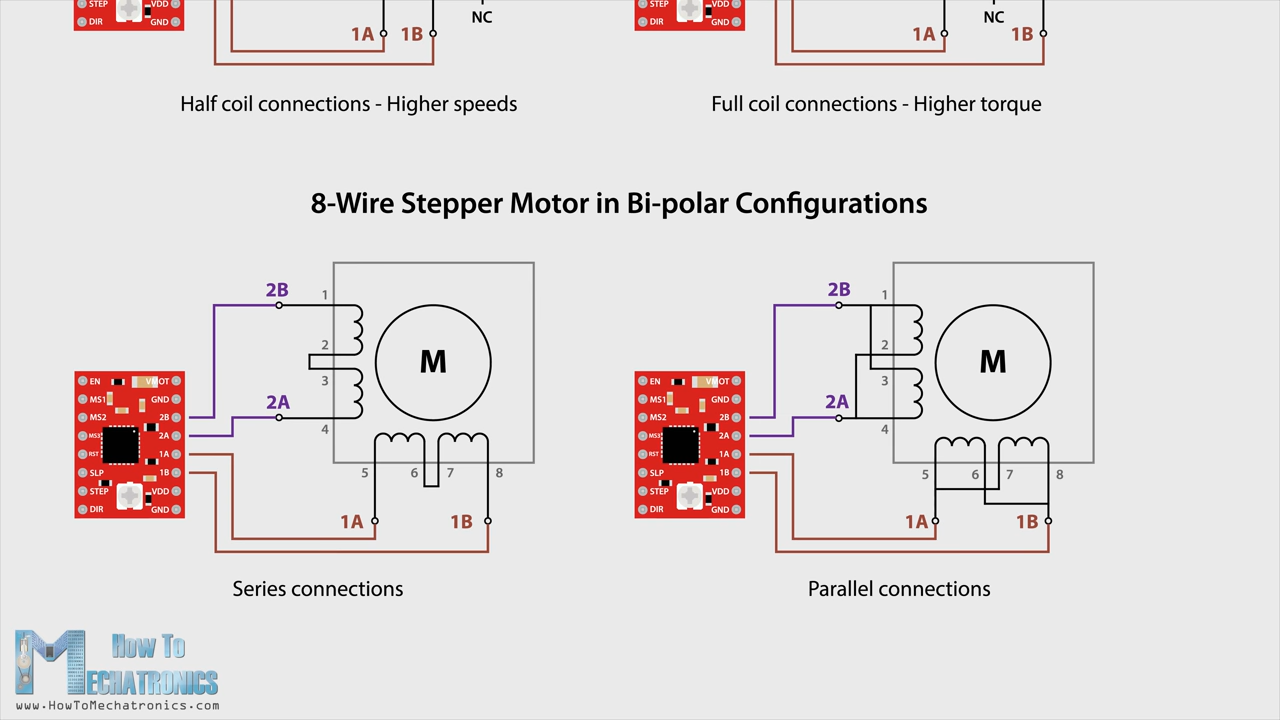 STEP VDD
DIR GND
1A 1B NC
STEP VDD
DIR GND
1A NC 1B
Half coil connections - Higher speeds
Full coil connections - Higher torque
8-Wire Stepper Motor in Bi-polar Configurations
2B 1
2
M
3
2A
4
EN VMOT
MS1 GND
MS2 2B
MS3 2A
RST 1A
SLP 1B
STEP VDD
DIR GND
5 6 7 8
1A 1B
Series connections
2B 1
2
M
3
2A
4
EN VMOT
MS1 GND
MS2 2B
MS3 2A
RST 1A
SLP 1B
STEP VDD
DIR GND
5 6 7 8
1A 1B
Parallel connections
How To
MECHATRONICS
www.HowToMechatronics.com